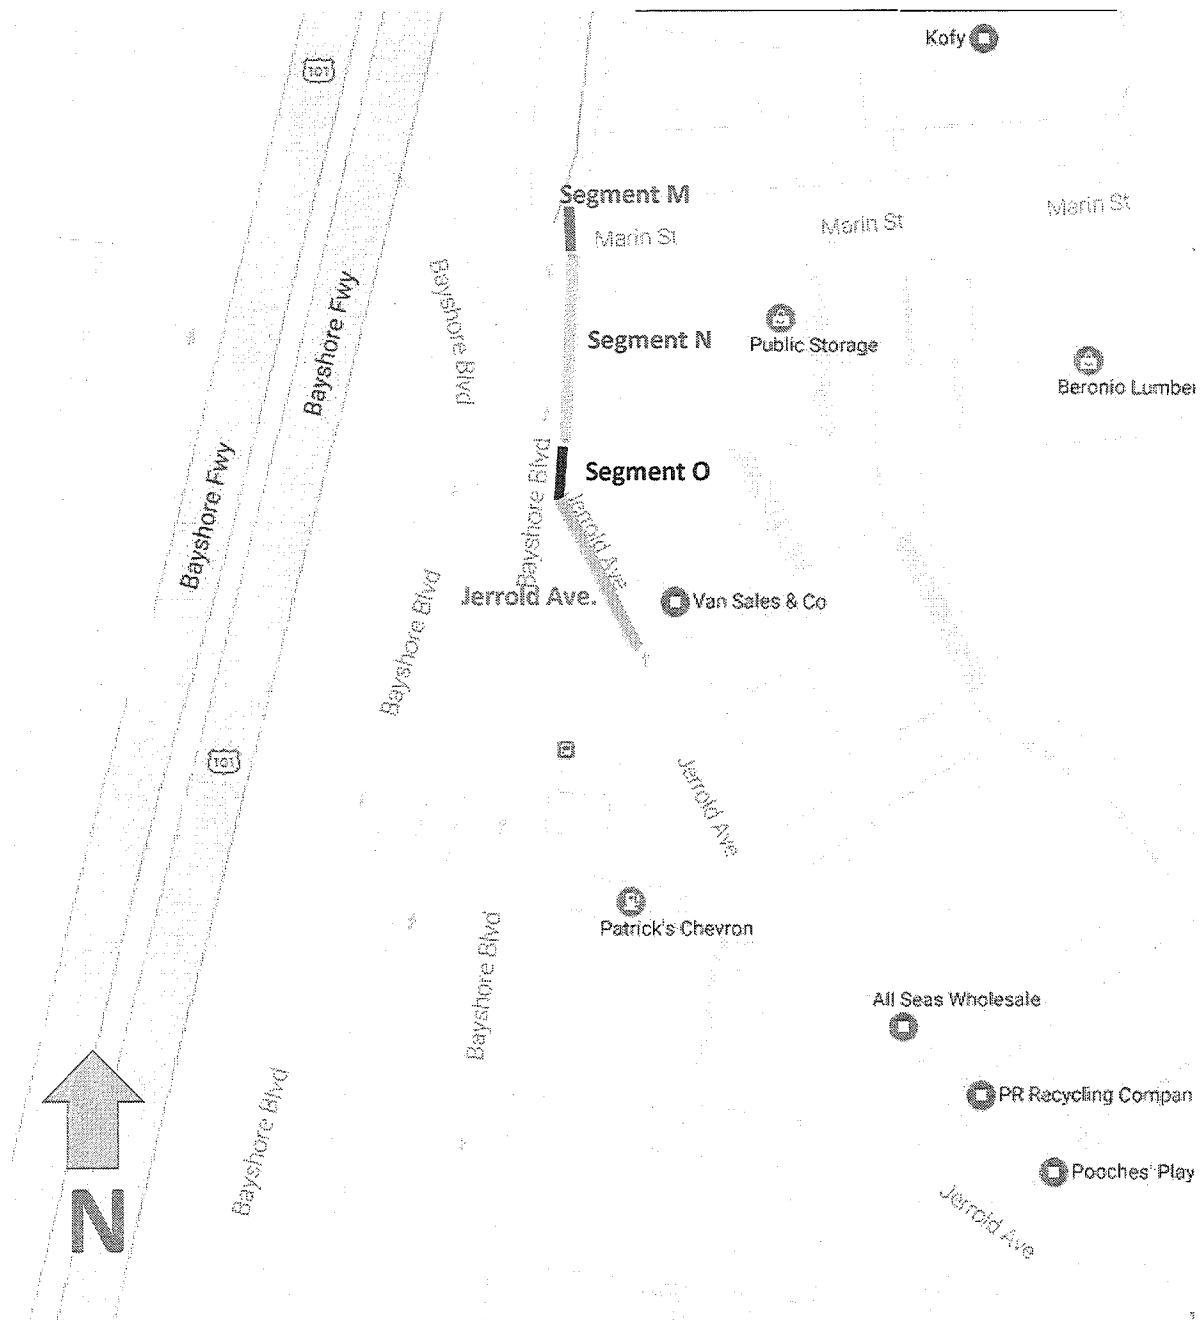 Kofy
101
Segment M
Marin St
Marin St
Marin St
Bayshore Fwy
Bayshore Blvd
Segment N
Public Storage
Beronio Lumber
Bayshore Fwy
Bayshore Blvd
Segment O
Jerrold Ave
Jerrold Ave.
Van Sales & Co
Bayshore Blvd
101
Jerrold Ave
Patrick's Chevron
Bayshore Blvd
All Seas Wholesale
Bayshore Blvd
PR Recycling Compan
Pooches' Play
N
Jerrold Ave